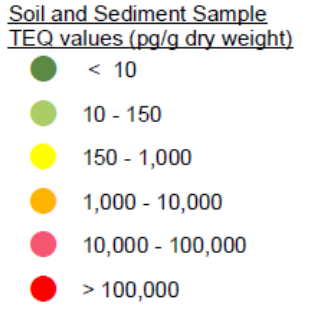 Soil and Sediment Sample
TEQ values (pg/g dry weight)
< 10
10 - 150
150 - 1,000
1,000 - 10,000
10,000 - 100,000
> 100,000